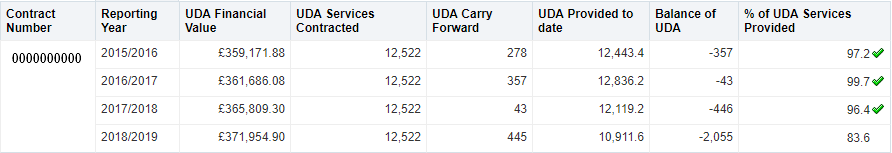 Contract Number Reporting Year UDA Financial Value UDA Services Contracted UDA Carry Forward UDA Provided to date Balance of UDA % of UDA Services Provided
0000000000 2015/2016 £359,171.88 12,522 278 12,443.4 -357 97.2
2016/2017 £361,686.08 12,522 357 12,836.2 -43 99.7
2017/2018 £365,809.30 12,522 43 12,119.2 -446 96.4
2018/2019 £371,954.90 12,522 445 10,911.6 -2,055 83.6